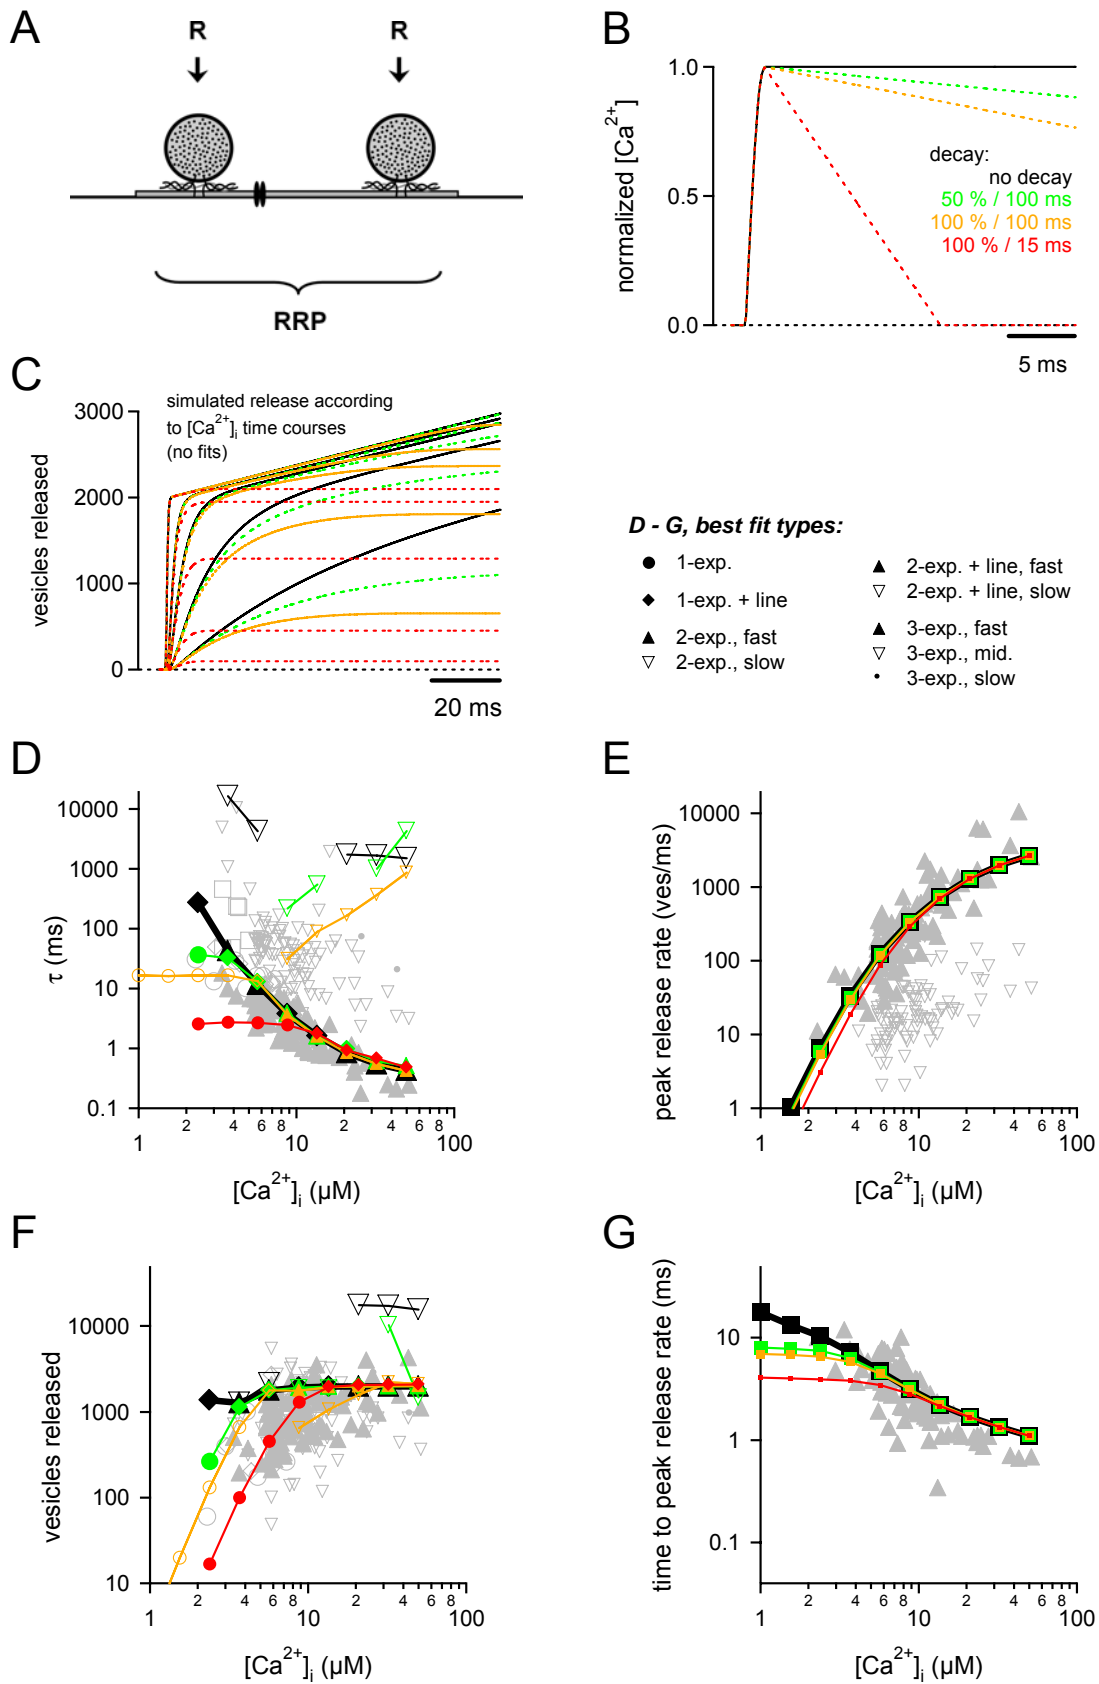 A
R R
RRP
B
normalized [Ca2+]
1.0
0.5
0.0
decay:
no decay
50 % / 100 ms
100 % / 100 ms
100 % / 15 ms
5 ms
C
vesicles released
3000
2000
1000
0
simulated release according
to [Ca2+]i time courses
(no fits)
20 ms
D - G, best fit types:
1-exp.
1-exp. + line
2-exp., fast
2-exp., slow
2-exp. + line, fast
2-exp. + line, slow
3-exp., fast
3-exp., mid.
3-exp., slow
D
τ (ms)
10000
1000
100
10
1
0.1
1 2 4 6 8 10 2 4 6 8 100
[Ca2+]i (µM)
E
peak release rate (ves/ms)
10000
1000
100
10
1
1 2 4 6 8 10 2 4 6 8 100
[Ca2+]i (µM)
F
vesicles released
10000
1000
100
10
1 2 4 6 8 10 2 4 6 8 100
[Ca2+]i (µM)
G
time to peak release rate (ms)
10
1
0.1
1 2 4 6 8 10 2 4 6 8 100
[Ca2+]i (µM)